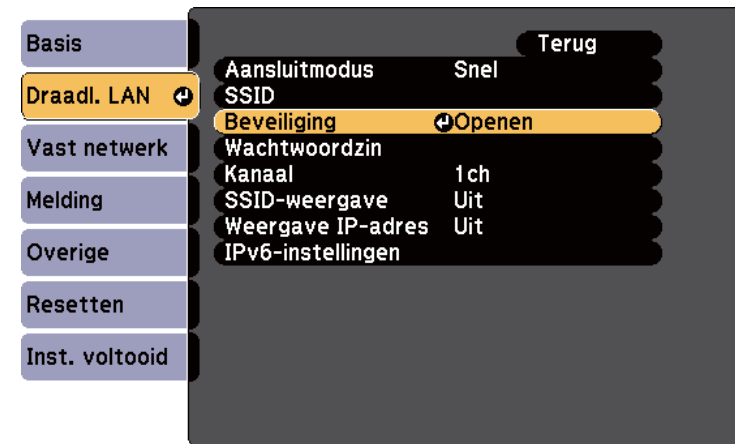 Basis
Draadl. LAN
Vast netwerk
Melding
Overige
Resetten
Inst. voltooid
Terug
Aansluitmodus Snel
SSID
Beveiliging Openen
Wachtwoordzin
Kanaal 1ch
SSID-weergave Uit
Weergave IP-adres Uit
IPv6-instellingen